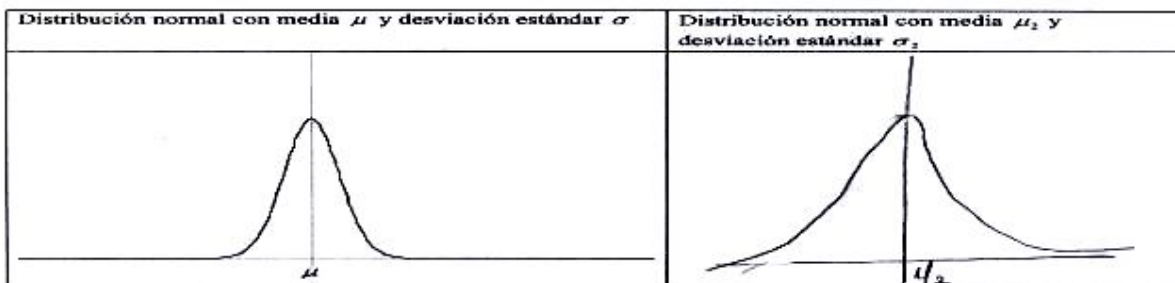 Distribución normal con media μ y desviación estándar σ
Distribución normal con media μ₂ y
desviación estándar σ₂
μ
μ₂